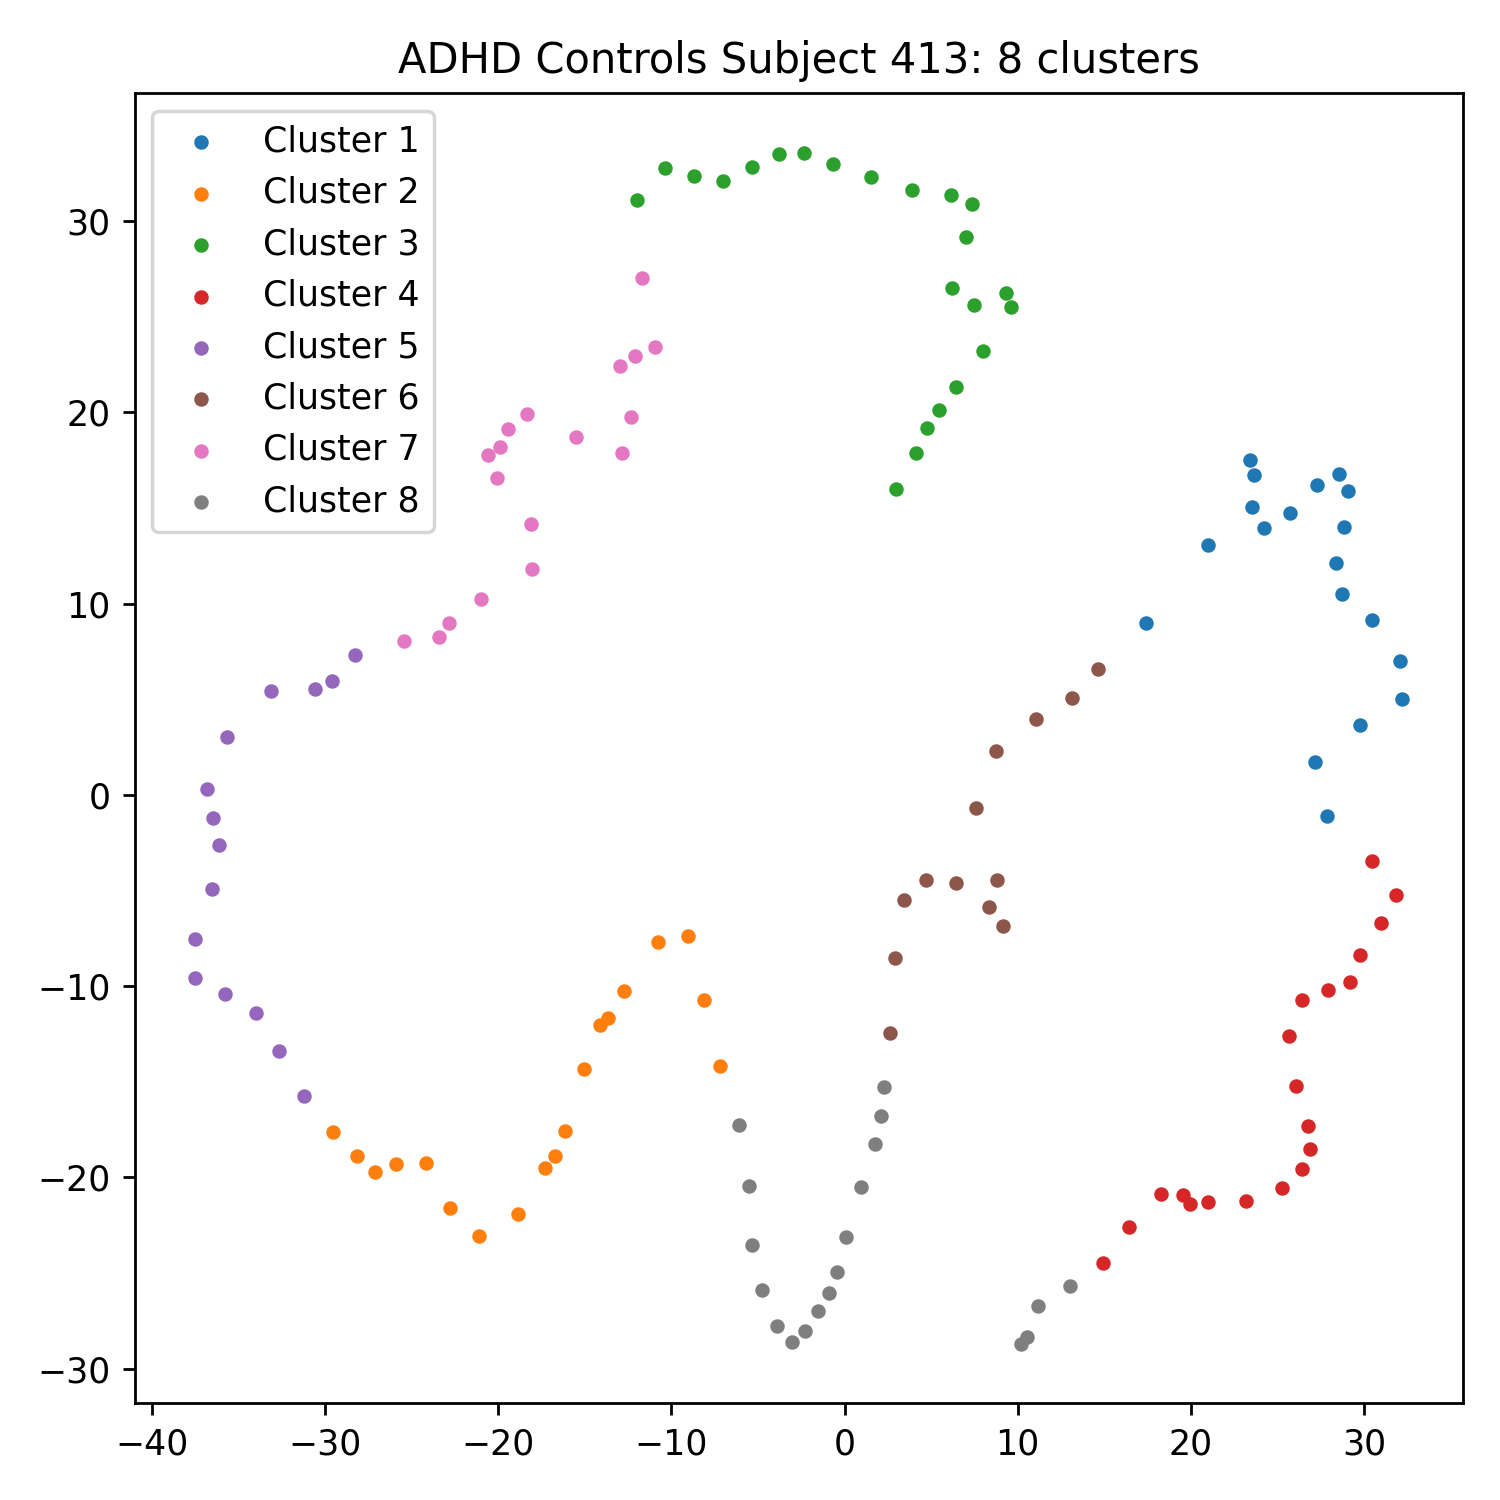 ADHD Controls Subject 413: 8 clusters
Cluster 1
Cluster 2
Cluster 3
Cluster 4
Cluster 5
Cluster 6
Cluster 7
Cluster 8
30
20
10
0
−10
−20
−30
−40 −30 −20 −10 0 10 20 30